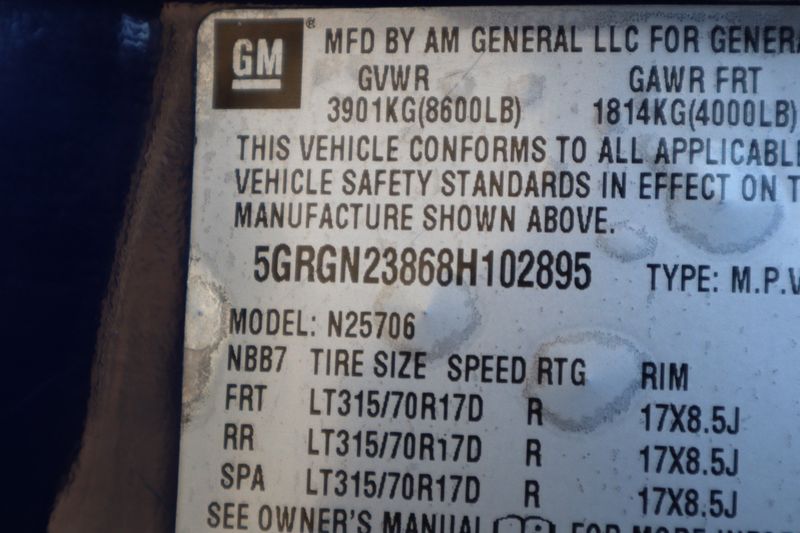 GM® MFD BY AM GENERAL LLC FOR GENERA
GVWR GAWR FRT
3901KG(8600LB) 1814KG(4000LB)
THIS VEHICLE CONFORMS TO ALL APPLICABLE
VEHICLE SAFETY STANDARDS IN EFFECT ON T
MANUFACTURE SHOWN ABOVE.
5GRGN23868H102895 TYPE: M.P.V
MODEL: N25706
NBB7 TIRE SIZE SPEED RTG RIM
FRT LT315/70R17D R 17X8.5J
RR LT315/70R17D R 17X8.5J
SPA LT315/70R17D R 17X8.5J
SEE OWNER'S MANUAL FOR MORE